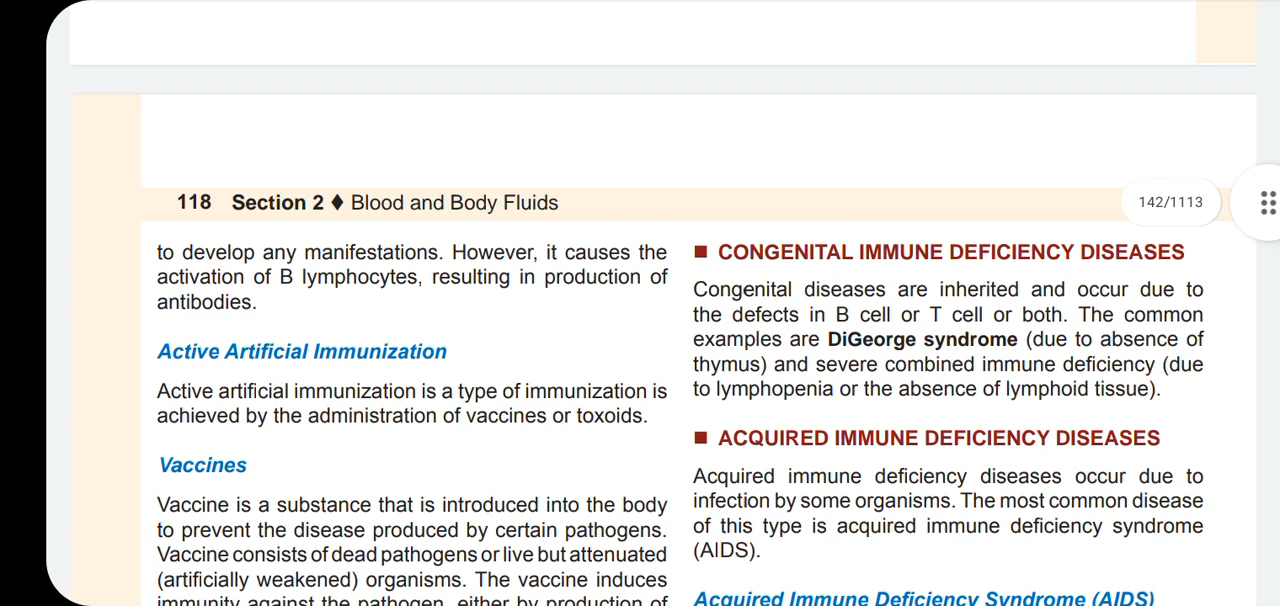 118 Section 2 ♦ Blood and Body Fluids
142/1113
to develop any manifestations. However, it causes the
activation of B lymphocytes, resulting in production of
antibodies.
Active Artificial Immunization
Active artificial immunization is a type of immunization is
achieved by the administration of vaccines or toxoids.
Vaccines
Vaccine is a substance that is introduced into the body
to prevent the disease produced by certain pathogens.
Vaccine consists of dead pathogens or live but attenuated
(artificially weakened) organisms. The vaccine induces
immunity against the pathogen, either by production of
■ CONGENITAL IMMUNE DEFICIENCY DISEASES
Congenital diseases are inherited and occur due to
the defects in B cell or T cell or both. The common
examples are DiGeorge syndrome (due to absence of
thymus) and severe combined immune deficiency (due
to lymphopenia or the absence of lymphoid tissue).
■ ACQUIRED IMMUNE DEFICIENCY DISEASES
Acquired immune deficiency diseases occur due to
infection by some organisms. The most common disease
of this type is acquired immune deficiency syndrome
(AIDS).
Acquired Immune Deficiency Syndrome (AIDS)